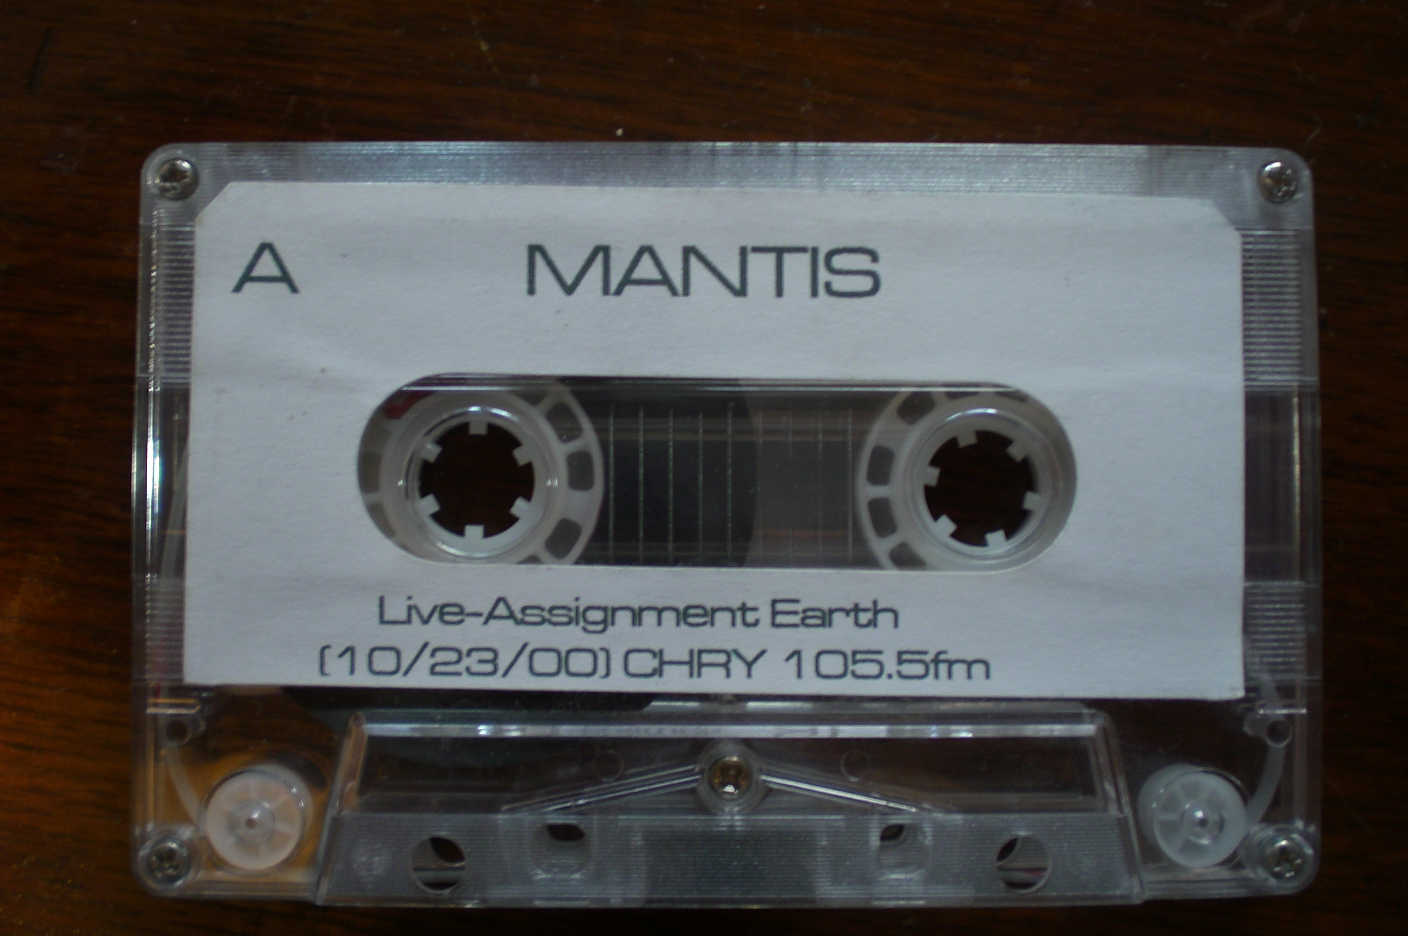 A MANTIS
Live-Assignment Earth
(10/23/00) CHRY 105.5fm